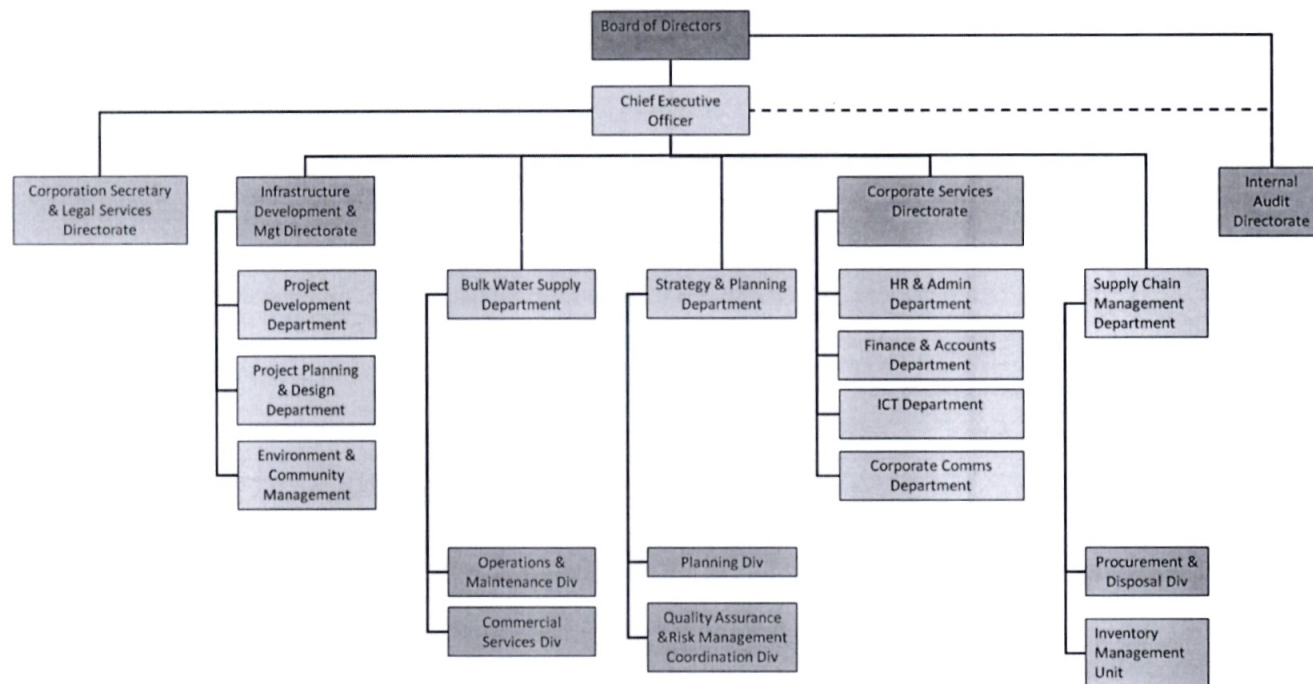 Board of Directors
Chief Executive
Officer
Corporation Secretary
& Legal Services
Directorate
Infrastructure
Development &
Mgt Directorate
Corporate Services
Directorate
Internal
Audit
Directorate
Project
Development
Department
Bulk Water Supply
Department
Strategy & Planning
Department
HR & Admin
Department
Supply Chain
Management
Department
Finance & Accounts
Department
Project Planning
& Design
Department
ICT Department
Environment &
Community
Management
Corporate Comms
Department
Operations &
Maintenance Div
Planning Div
Procurement &
Disposal Div
Commercial
Services Div
Quality Assurance
&Risk Management
Coordination Div
Inventory
Management
Unit